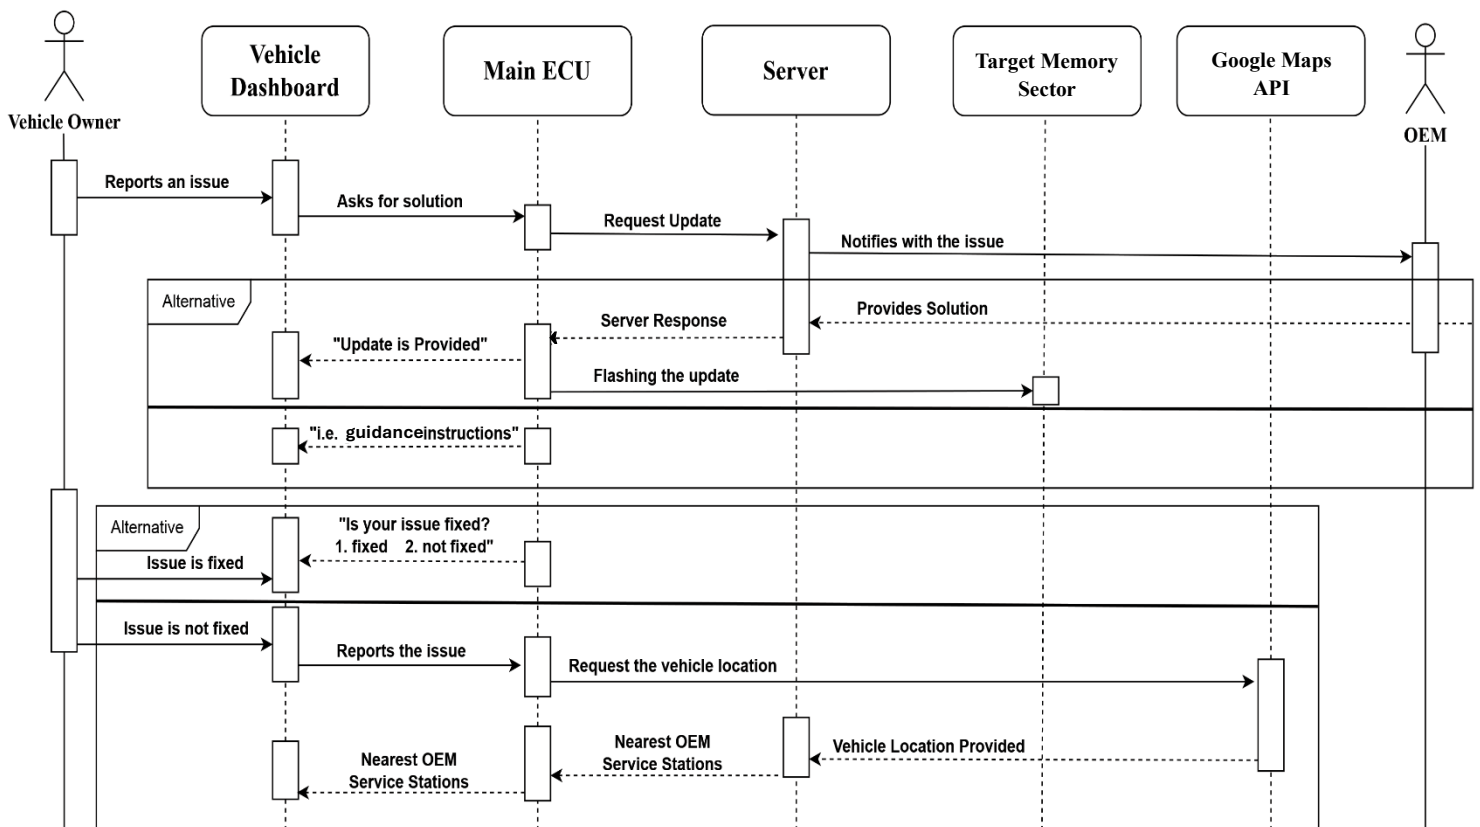 Vehicle
Dashboard
Main ECU
Server
Target Memory
Sector
Google Maps
API
Vehicle Owner
OEM
Reports an issue
Asks for solution
Request Update
Notifies with the issue
Alternative
Provides Solution
Server Response
"Update is Provided"
Flashing the update
"i.e. guidanceinstructions"
Alternative
"Is your issue fixed?
1. fixed 2. not fixed"
Issue is fixed
Issue is not fixed
Reports the issue
Request the vehicle location
Vehicle Location Provided
Nearest OEM
Service Stations
Nearest OEM
Service Stations